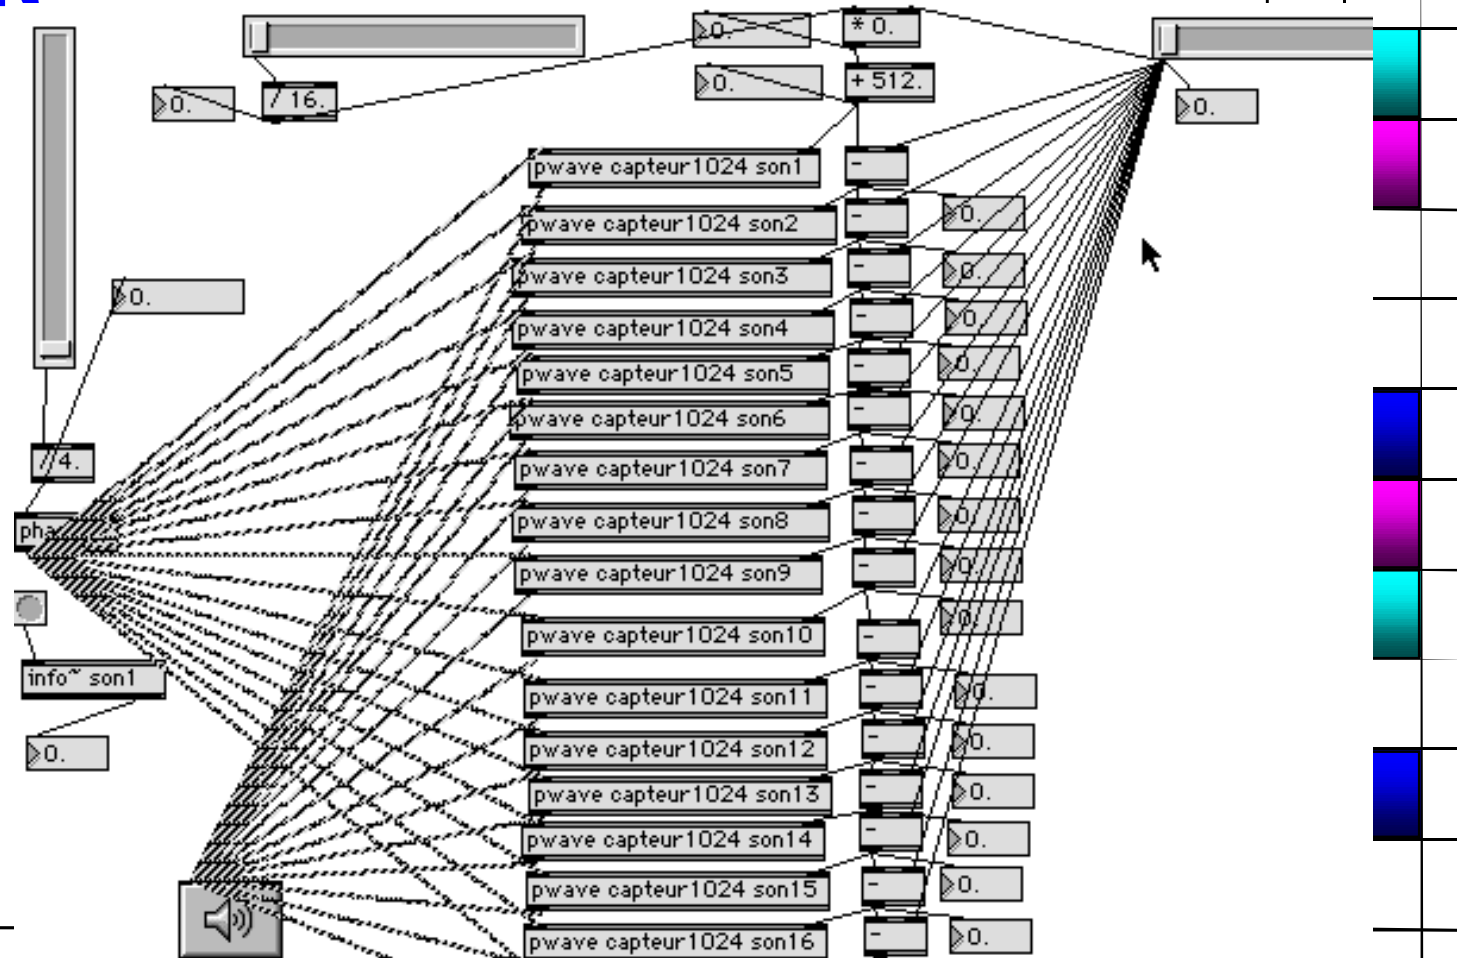 0.
* 0.
0.
/ 16.
0.
+ 512.
0.
pwave capteur1024 son1
-
pwave capteur1024 son2
-
0.
pwave capteur1024 son3
-
0.
0.
pwave capteur1024 son4
-
0.
pwave capteur1024 son5
-
0.
pwave capteur1024 son6
-
0.
/ 4.
pwave capteur1024 son7
-
0.
pha
pwave capteur1024 son8
-
0.
pwave capteur1024 son9
-
0.
pwave capteur1024 son10
-
0.
info~ son1
pwave capteur1024 son11
-
0.
0.
pwave capteur1024 son12
-
0.
pwave capteur1024 son13
-
0.
pwave capteur1024 son14
-
0.
pwave capteur1024 son15
-
0.
pwave capteur1024 son16
-
0.